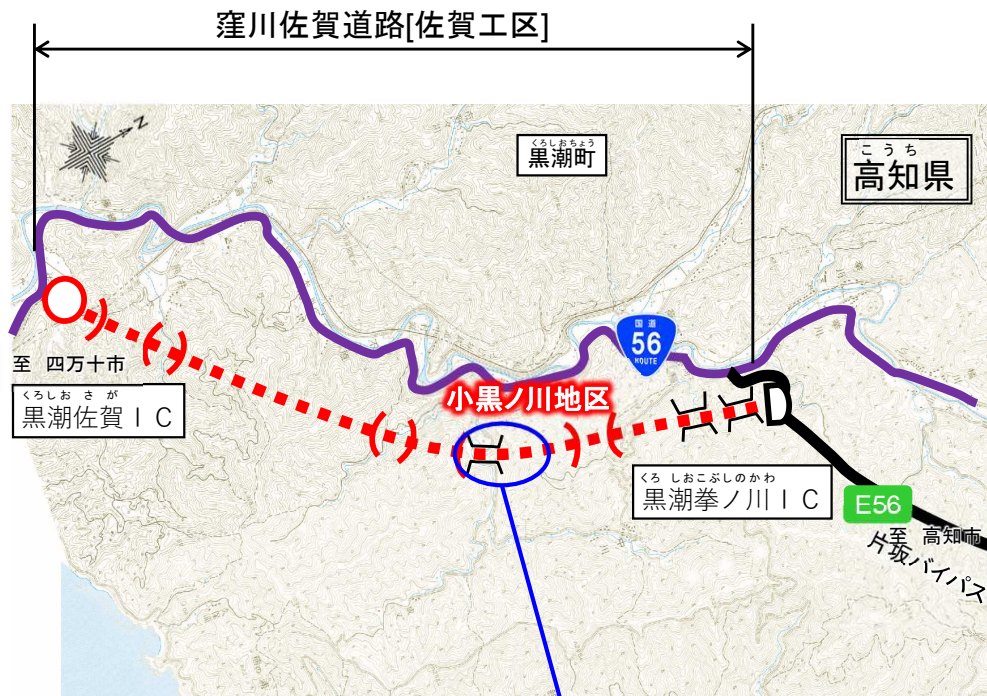 窪川佐賀道路[佐賀工区]
N
くろしおちょう
黒潮町
こうち
高知県
国道
56
ROUTE
至 四万十市
くろしおさが
黒潮佐賀IC
小黒ノ川地区
くろしおこぶしのかわ
黒潮拳ノ川IC
E56
至 高知市
片坂バイパス